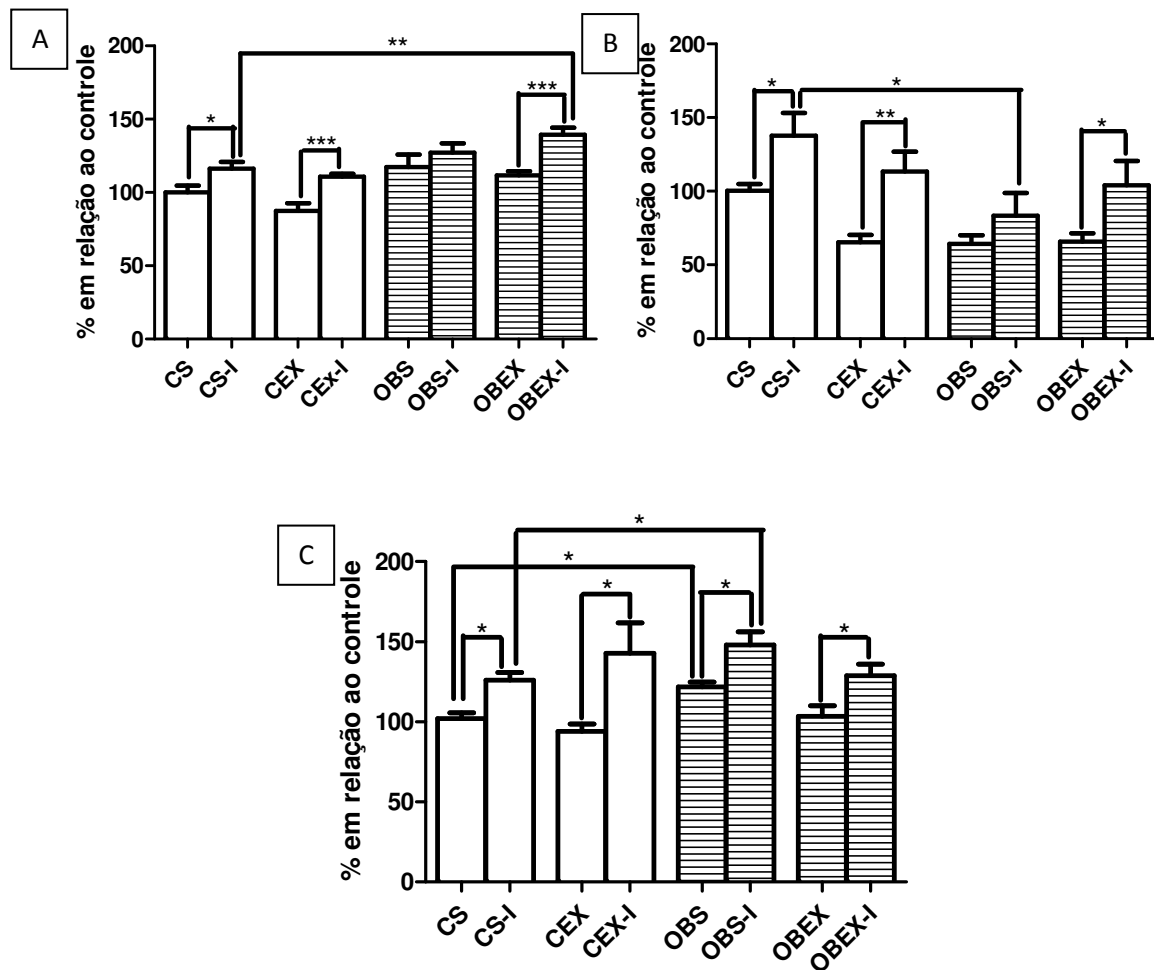 A
% em relação ao controle
200
150
100
50
0
*
***
**
***
CS
CS-I
CEX
CEX-I
OBS
OBS-I
OBEX
OBEX-I
B
% em relação ao controle
200
150
100
50
0
*
**
*
*
CS
CS-I
CEX
CEX-I
OBS
OBS-I
OBEX
OBEX-I
C
% em relação ao controle
200
150
100
50
0
*
*
*
*
*
*
CS
CS-I
CEX
CEX-I
OBS
OBS-I
OBEX
OBEX-I